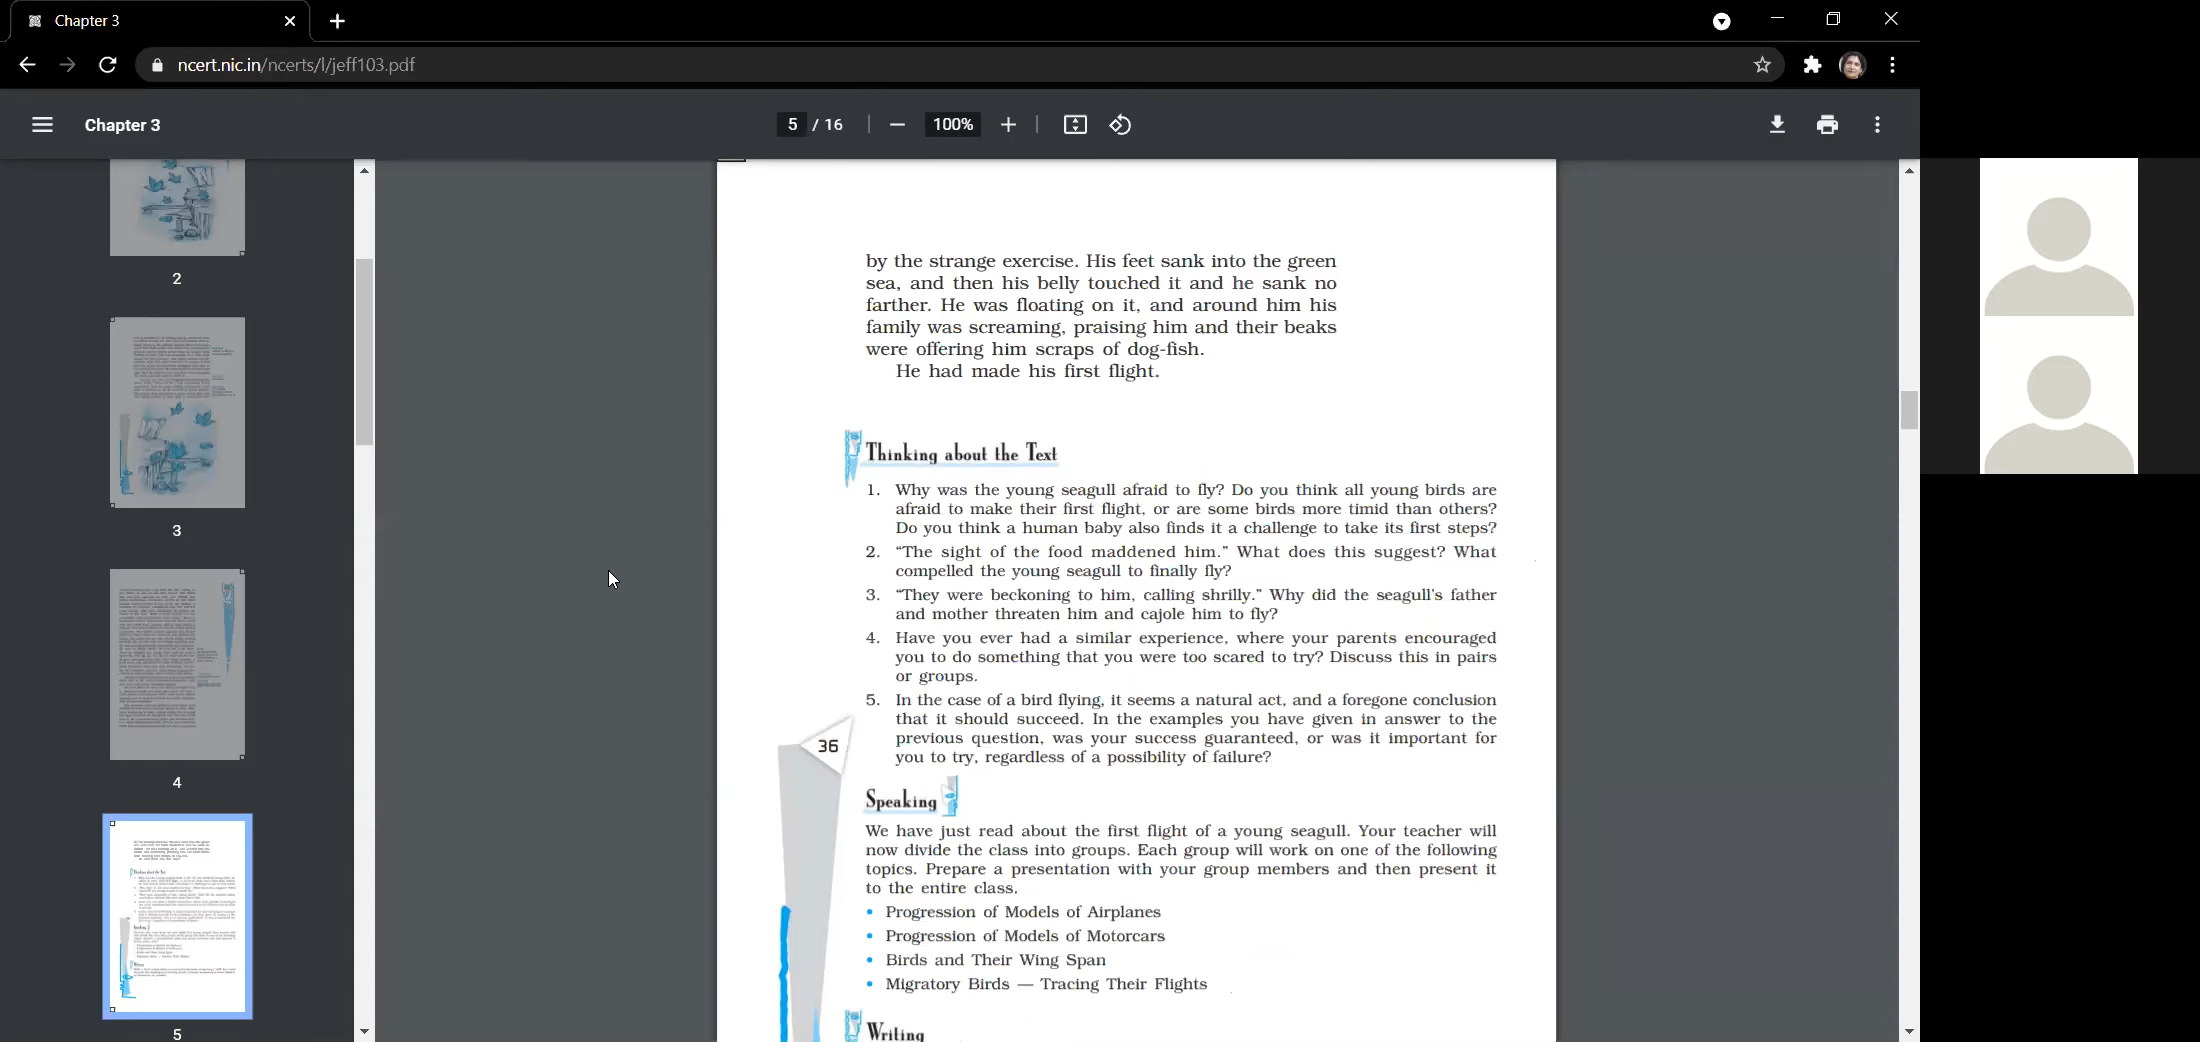 Chapter 3
ncert.nic.in/ncerts/l/jeff103.pdf
Chapter 3
5 / 16
100%
2
3
4
5
by the strange exercise. His feet sank into the green
sea, and then his belly touched it and he sank no
farther. He was floating on it, and around him his
family was screaming, praising him and their beaks
were offering him scraps of dog-fish.
He had made his first flight.
Thinking about the Text
1. Why was the young seagull afraid to fly? Do you think all young birds are
afraid to make their first flight, or are some birds more timid than others?
Do you think a human baby also finds it a challenge to take its first steps?
2. “The sight of the food maddened him.” What does this suggest? What
compelled the young seagull to finally fly?
3. “They were beckoning to him, calling shrilly.” Why did the seagull's father
and mother threaten him and cajole him to fly?
4. Have you ever had a similar experience, where your parents encouraged
you to do something that you were too scared to try? Discuss this in pairs
or groups.
5. In the case of a bird flying, it seems a natural act, and a foregone conclusion
that it should succeed. In the examples you have given in answer to the
previous question, was your success guaranteed, or was it important for
you to try, regardless of a possibility of failure?
36
Speaking
We have just read about the first flight of a young seagull. Your teacher will
now divide the class into groups. Each group will work on one of the following
topics. Prepare a presentation with your group members and then present it
to the entire class.
• Progression of Models of Airplanes
• Progression of Models of Motorcars
• Birds and Their Wing Span
• Migratory Birds — Tracing Their Flights
Writing